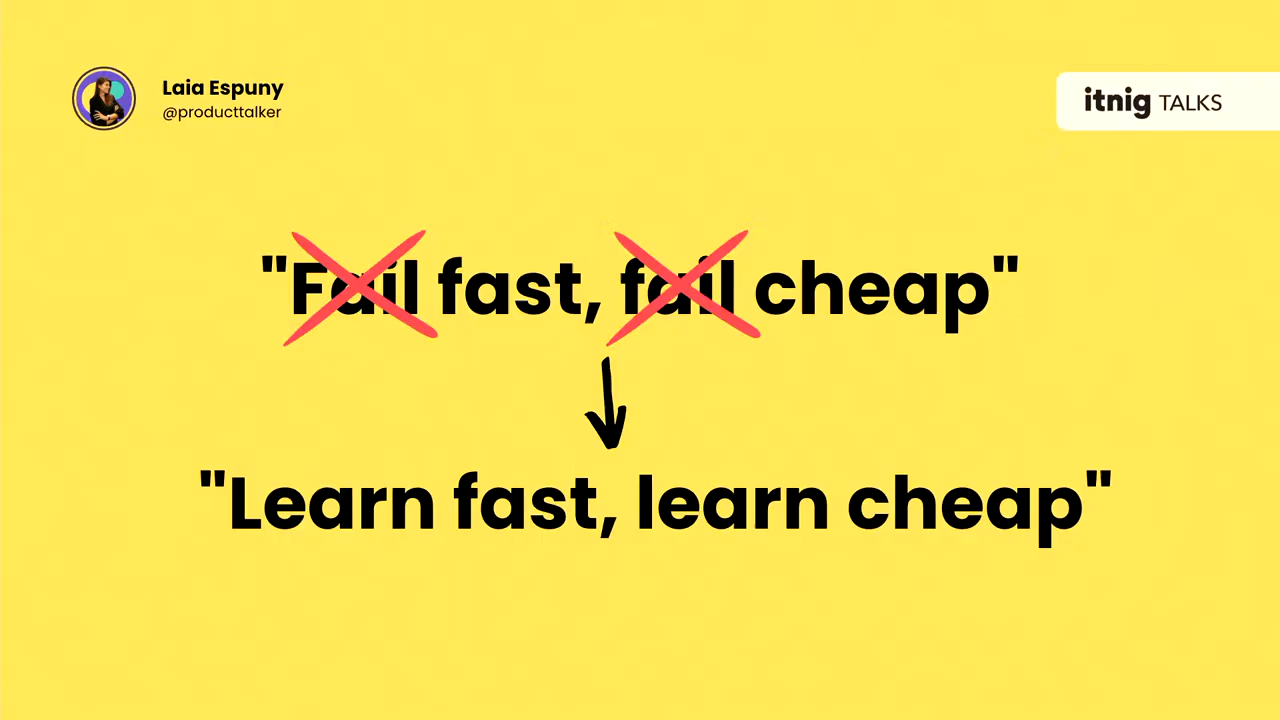 Laia Espuny
@producttalker
itnig TALKS
"Fail fast, fail cheap"
"Learn fast, learn cheap"